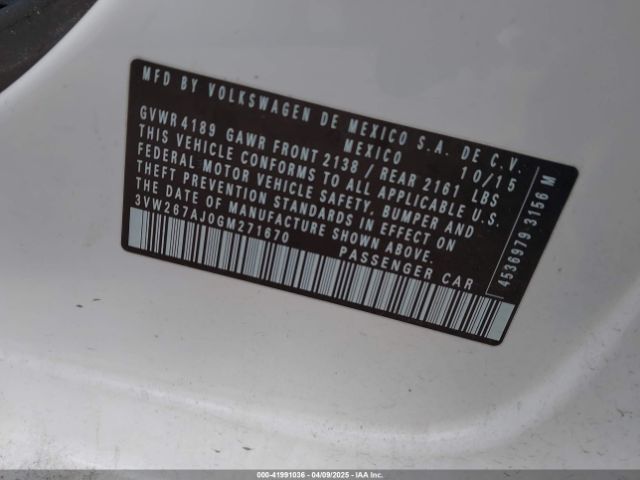 MFD BY VOLKSWAGEN DE MEXICO S.A. DE C.V.
MEXICO 10/15
GVWR 4189 GAWR FRONT 2138 / REAR 2161 LBS
THIS VEHICLE CONFORMS TO ALL APPLICABLE U.S.
FEDERAL MOTOR VEHICLE SAFETY, BUMPER AND
THEFT PREVENTION STANDARDS IN EFFECT ON
THE DATE OF MANUFACTURE SHOWN ABOVE.
3VW267AJ0GM271670 PASSENGER CAR
4536979 3156 M
000-41991036 - 04/09/2025 - IAAI Copyright